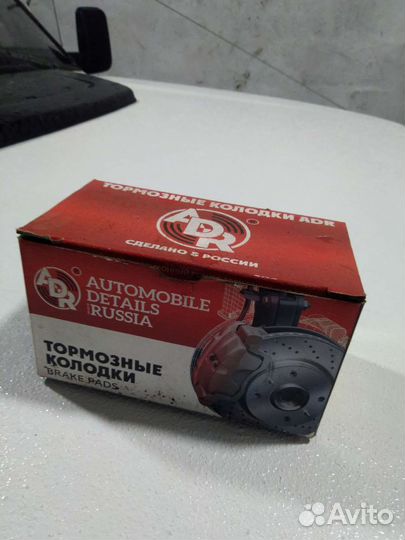 ТОРМОЗНЫЕ КОЛОДКИ ADR
ADR
СДЕЛАНО В РОССИИ
ADR
AUTOMOBILE
DETAILS
RUSSIA
ТОРМОЗНЫЕ
КОЛОДКИ
BRAKE PADS
Avito